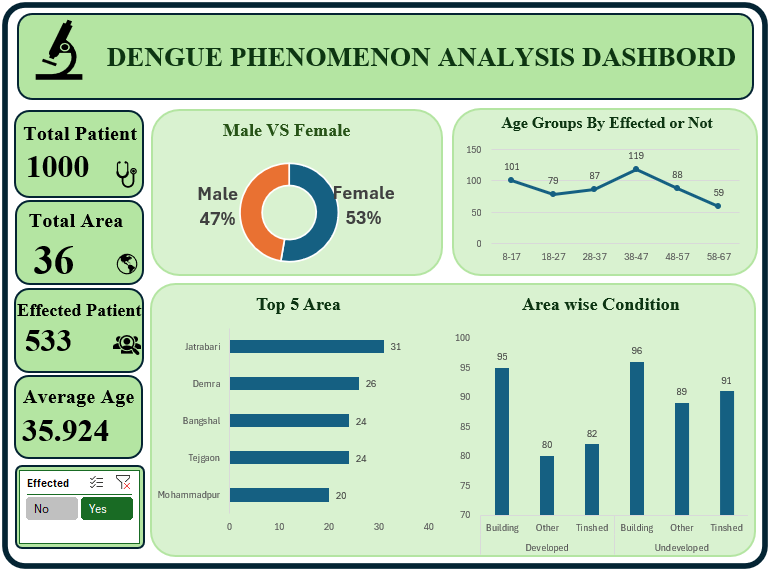 DENGUE PHENOMENON ANALYSIS DASHBORD
Total Patient
1000
Total Area
36
Effected Patient
533
Average Age
35.924
Effected
No
Yes
Male VS Female
Male
47%
Female
53%
Age Groups By Effected or Not
150
100
50
0
101
79
87
119
88
59
8-17
18-27
28-37
38-47
48-57
58-67
Top 5 Area
Jatrabari
31
Demra
26
Bangshal
24
Tejgaon
24
Mohammadpur
20
0
10
20
30
40
Area wise Condition
100
95
90
85
80
75
70
95
80
82
96
89
91
Building
Other
Tinshed
Building
Other
Tinshed
Developed
Undeveloped